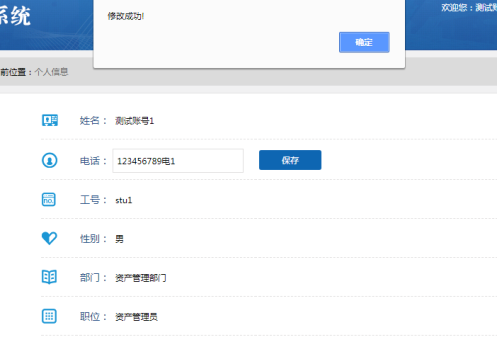 系统
修改成功!
欢迎您：测试账
确定
前位置：个人信息
姓名： 测试账号1
电话： 123456789电1 保存
no.
工号： stu1
性别： 男
部门： 资产管理部门
职位： 资产管理员